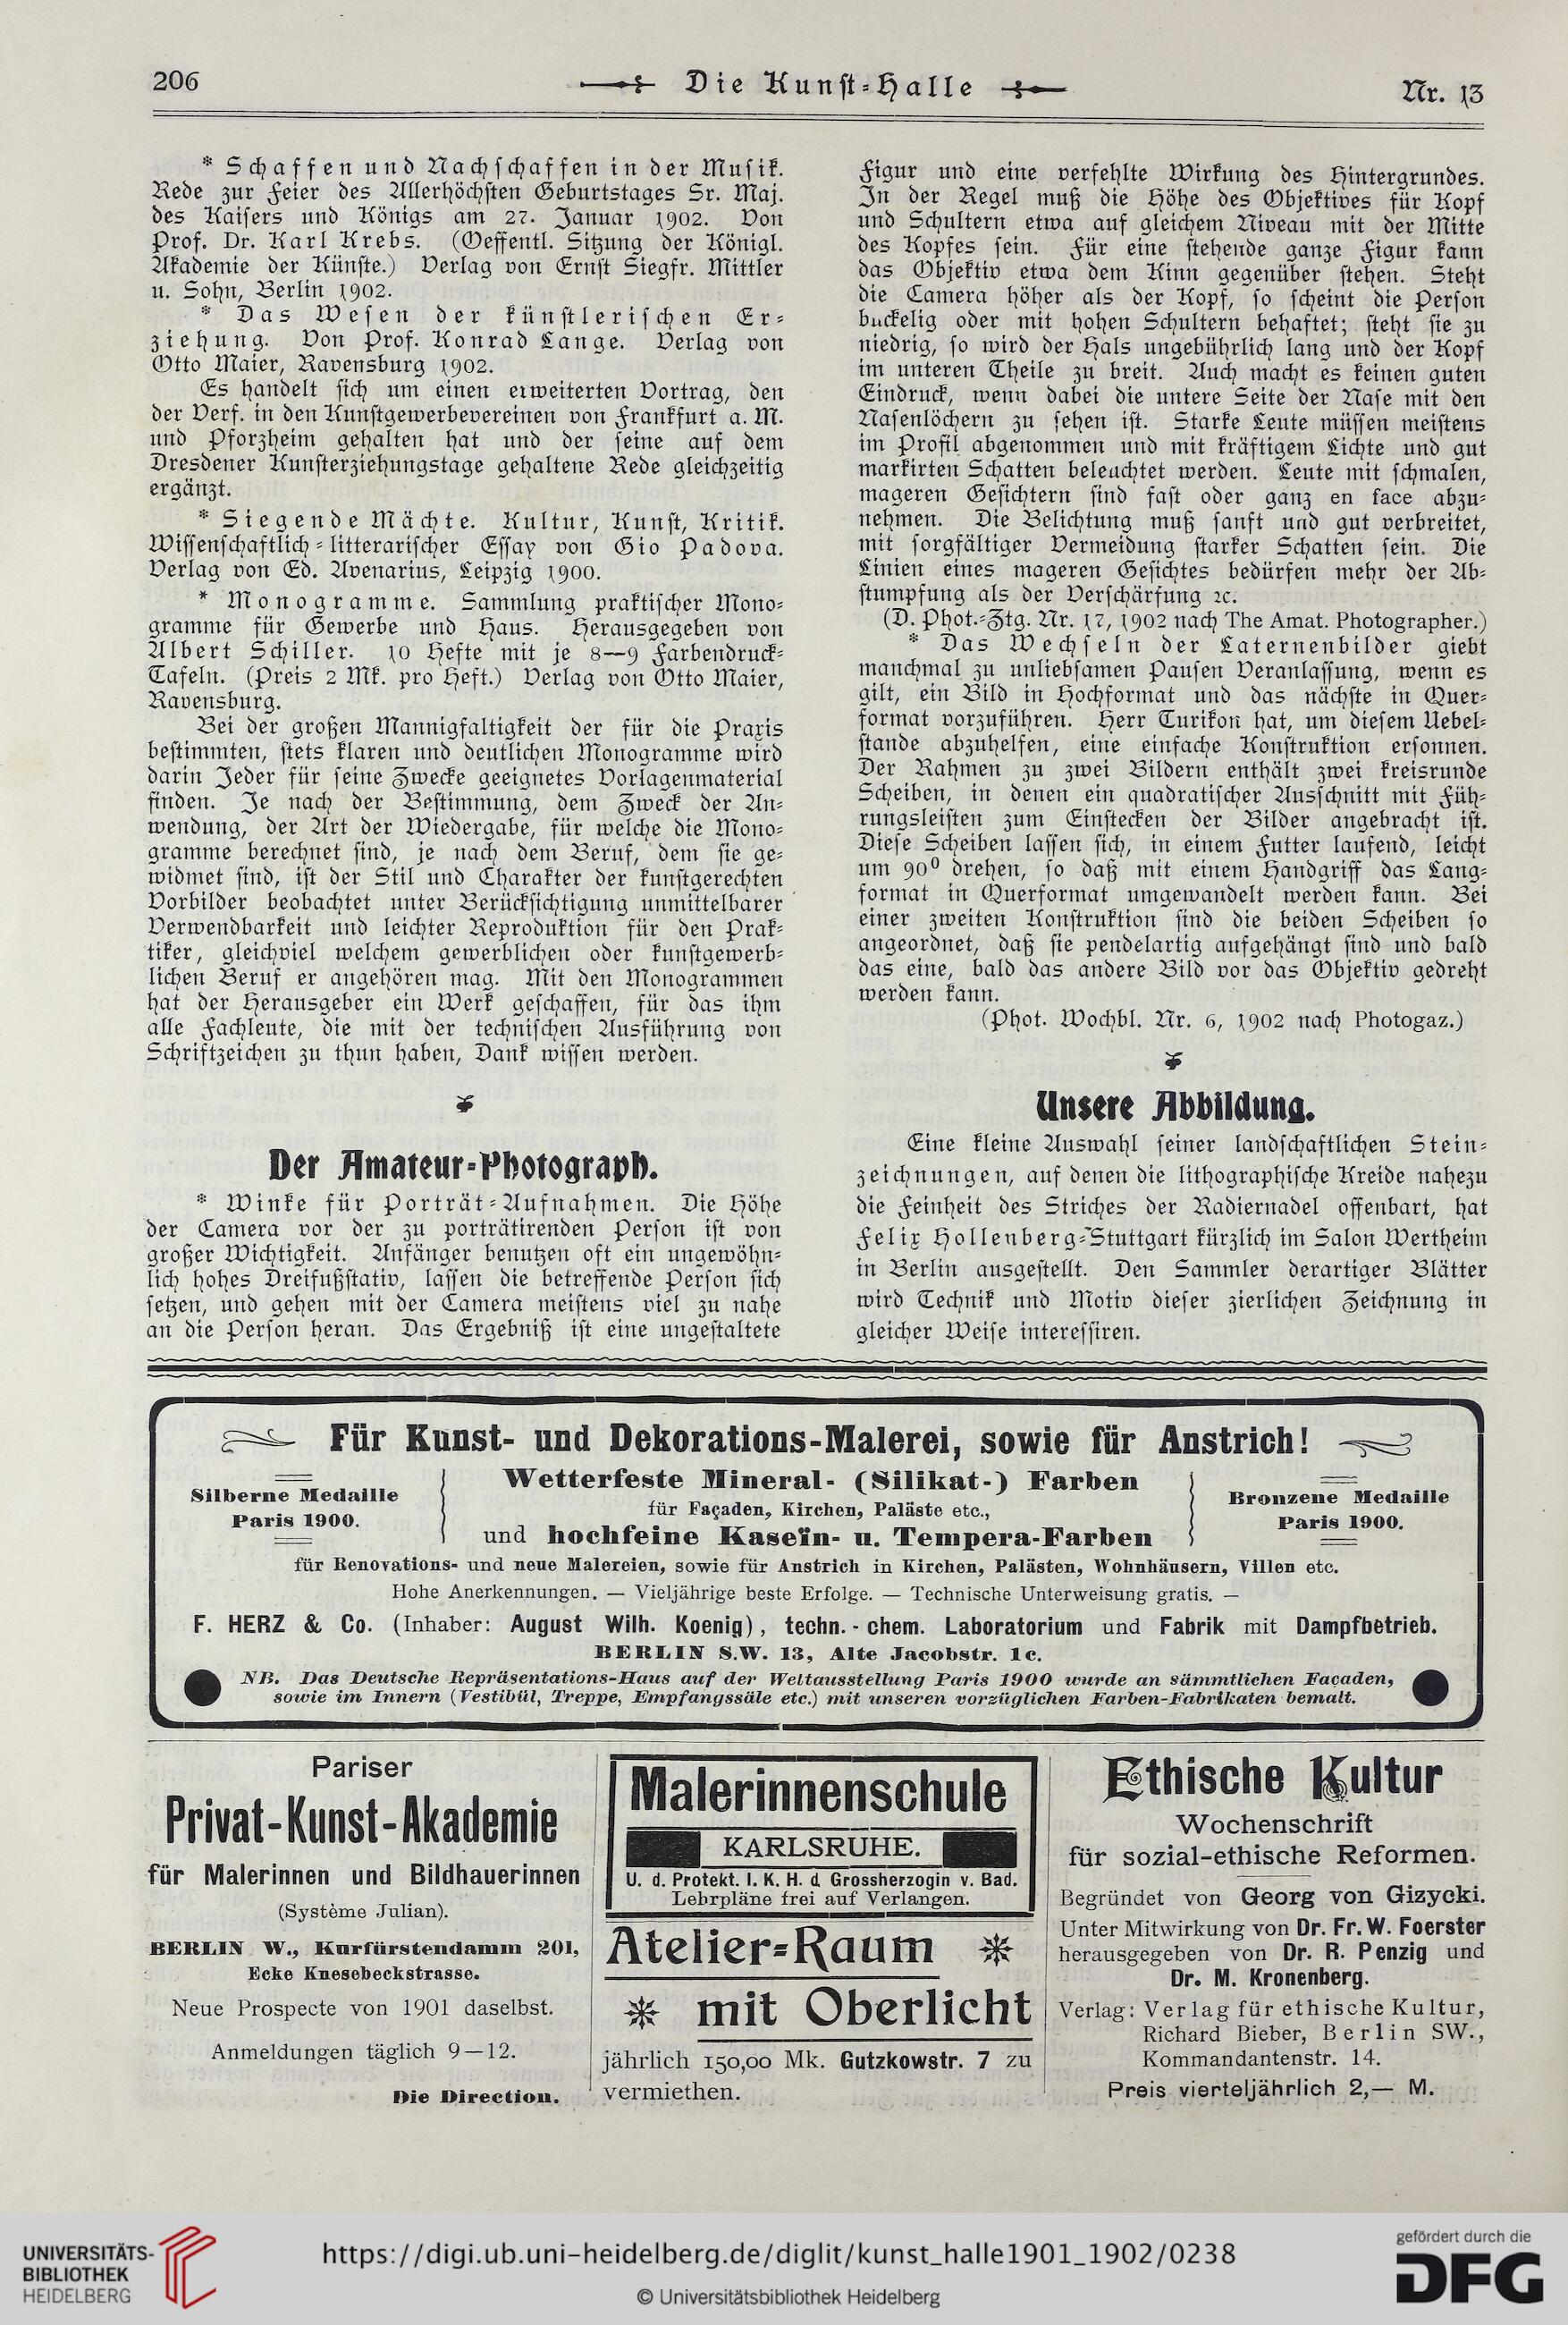 206
Die Kunst-Halle
Nr. 13
* Schaffen und Nachschaffen in der Musik.
Rede zur Feier des Allerhöchsten Geburtstages Sr. Maj.
des Kaisers und Königs am 27. Januar 1902. Von
Prof. Dr. Karl Krebs. (Oeffentl. Sitzung der Königl.
Akademie der Künste.) Verlag von Ernst Siegfr. Mittler
u. Sohn, Berlin 1902.
* Das Wesen der künstlerischen Er-
ziehung. Von Prof. Konrad Lange. Verlag von
Otto Maier, Ravensburg 1902.
Es handelt sich um einen erweiterten Vortrag, den
der Verf. in den Kunstgewerbevereinen von Frankfurt a. M.
und Pforzheim gehalten hat und der seine auf dem
Dresdener Kunsterziehungstage gehaltene Rede gleichzeitig
ergänzt.
* Siegende Mächte. Kultur, Kunst, Kritik.
Wissenschaftlich-litterarischer Essay von Gio Padova.
Verlag von Ed. Avenarius, Leipzig 1900.
* Monogramme. Sammlung praktischer Mono-
gramme für Gewerbe und Haus. Herausgegeben von
Albert Schiller. 10 Hefte mit je 8—9 Farbendruck-
Tafeln. (Preis 2 Mk. pro Heft.) Verlag von Otto Maier,
Ravensburg.
Bei der großen Mannigfaltigkeit der für die Praxis
bestimmten, stets klaren und deutlichen Monogramme wird
darin Jeder für seine Zwecke geeignetes Vorlagenmaterial
finden. Je nach der Bestimmung, dem Zweck der An-
wendung, der Art der Wiedergabe, für welche die Mono-
gramme berechnet sind, je nach dem Beruf, dem sie ge-
widmet sind, ist der Stil und Charakter der kunstgerechten
Vorbilder beobachtet unter Berücksichtigung unmittelbarer
Verwendbarkeit und leichter Reproduktion für den Prak-
tiker, gleichviel welchem gewerblichen oder kunstgewerb-
lichen Beruf er angehören mag. Mit den Monogrammen
hat der Herausgeber ein Werk geschaffen, für das ihm
alle Fachleute, die mit der technischen Ausführung von
Schriftzeichen zu thun haben, Dank wissen werden.
Der Amateur-Photograph.
* Winke für Porträt-Aufnahmen. Die Höhe
der Camera vor der zu porträtirenden Person ist von
großer Wichtigkeit. Anfänger benutzen oft ein ungewöhn-
lich hohes Dreifußstativ, lassen die betreffende Person sich
setzen, und gehen mit der Camera meistens viel zu nahe
an die Person heran. Das Ergebniß ist eine ungestaltete
Figur und eine verfehlte Wirkung des Hintergrundes.
In der Regel muß die Höhe des Objektives für Kopf
und Schultern etwa auf gleichem Niveau mit der Mitte
des Kopfes sein. Für eine stehende ganze Figur kann
das Objektiv etwa dem Kinn gegenüber stehen. Steht
die Camera höher als der Kopf, so scheint die Person
buckelig oder mit hohen Schultern behaftet; steht sie zu
niedrig, so wird der Hals ungebührlich lang und der Kopf
im unteren Theile zu breit. Auch macht es keinen guten
Eindruck, wenn dabei die untere Seite der Nase mit den
Nasenlöchern zu sehen ist. Starke Leute müssen meistens
im Profil abgenommen und mit kräftigem Lichte und gut
markirten Schatten beleuchtet werden. Leute mit schmalen,
mageren Gesichtern sind fast oder ganz en face abzu-
nehmen. Die Belichtung muß sanft und gut verbreitet,
mit sorgfältiger Vermeidung starker Schatten sein. Die
Linien eines mageren Gesichtes bedürfen mehr der Ab-
stumpfung als der Verschärfung ꝛc.
(D. Phot.-Ztg. Nr. 17, 1902 nach The Amat. Photographer.)
* Das Wechseln der Laternenbilder giebt
manchmal zu unliebsamen Pausen Veranlassung, wenn es
gilt, ein Bild in Hochformat und das nächste in Quer-
format vorzuführen. Herr Turikon hat, um diesem Uebel-
stande abzuhelfen, eine einfache Konstruktion ersonnen.
Der Rahmen zu zwei Bildern enthält zwei kreisrunde
Scheiben, in denen ein quadratischer Ausschnitt mit Füh-
rungsleisten zum Einstecken der Bilder angebracht ist.
Diese Scheiben lassen sich, in einem Futter laufend, leicht
um 90⁰ drehen, so daß mit einem Handgriff das Lang-
format in Querformat umgewandelt werden kann. Bei
einer zweiten Konstruktion sind die beiden Scheiben so
angeordnet, daß sie pendelartig aufgehängt sind und bald
das eine, bald das andere Bild vor das Objektiv gedreht
werden kann.
(Phot. Wochbl. Nr. 6, 1902 nach Photogaz.)
Unsere Abbildung.
Eine kleine Auswahl seiner landschaftlichen Stein-
zeichnungen, auf denen die lithographische Kreide nahezu
die Feinheit des Striches der Radiernadel offenbart, hat
Felix Hollenberg-Stuttgart kürzlich im Salon Wertheim
in Berlin ausgestellt. Den Sammler derartiger Blätter
wird Technik und Motiv dieser zierlichen Zeichnung in
gleicher Weise interessiren.
Für Kunst- und Dekorations-Malerei, sowie für Anstrich!
Silberne Medaille
Paris 1900.
Wetterfeste Mineral- (Silikat-) Farben
für Façaden, Kirchen, Paläste etc.,
und hochfeine Kaseïn- u. Tempera-Farben
Bronzene Medaille
Paris 1900.
für Renovations- und neue Malereien, sowie für Anstrich in Kirchen, Palästen, Wohnhäusern, Villen etc.
Hohe Anerkennungen. — Vieljährige beste Erfolge. — Technische Unterweisung gratis. —
F. HERZ & Co. (Inhaber: August Wilh. Koenig), techn.-chem. Laboratorium und Fabrik mit Dampfbetrieb.
BERLIN S.W. 13, Alte Jacobstr. 1c.
NB. Das Deutsche Repräsentations-Haus auf der Weltausstellung Paris 1900 wurde an sämmtlichen Façaden,
sowie im Innern (Vestibül, Treppe, Empfangssäle etc.) mit unseren vorzüglichen Farben-Fabrikaten bemalt.
Pariser
Privat-Kunst-Akademie
für Malerinnen und Bildhauerinnen
(Système Julian).
BERLIN W., Kurfürstendamm 201,
Ecke Knesebeckstrasse.
Neue Prospecte von 1901 daselbst.
Anmeldungen täglich 9—12.
Die Direction.
Malerinnenschule
KARLSRUHE.
U. d. Protekt. I. K. H. d Grossherzogin v. Bad.
Lehrpläne frei auf Verlangen.
Atelier-Raum
mit Oberlicht
jährlich 150,00 Mk. Gutzkowstr. 7 zu
vermiethen.
Ethische Kultur
Wochenschrift
für sozial-ethische Reformen.
Begründet von Georg von Gizycki.
Unter Mitwirkung von Dr. Fr. W. Foerster
herausgegeben von Dr. R. Penzig und
Dr. M. Kronenberg.
Verlag: Verlag für ethische Kultur,
Richard Bieber, Berlin SW.,
Kommandantenstr. 14.
Preis vierteljährlich 2,— M.
UNIVERSITÄTS-
BIBLIOTHEK
HEIDELBERG
https://digi.ub.uni-heidelberg.de/diglit/kunst_halle1901_1902/0238
© Universitätsbibliothek Heidelberg
gefördert durch die
DFG